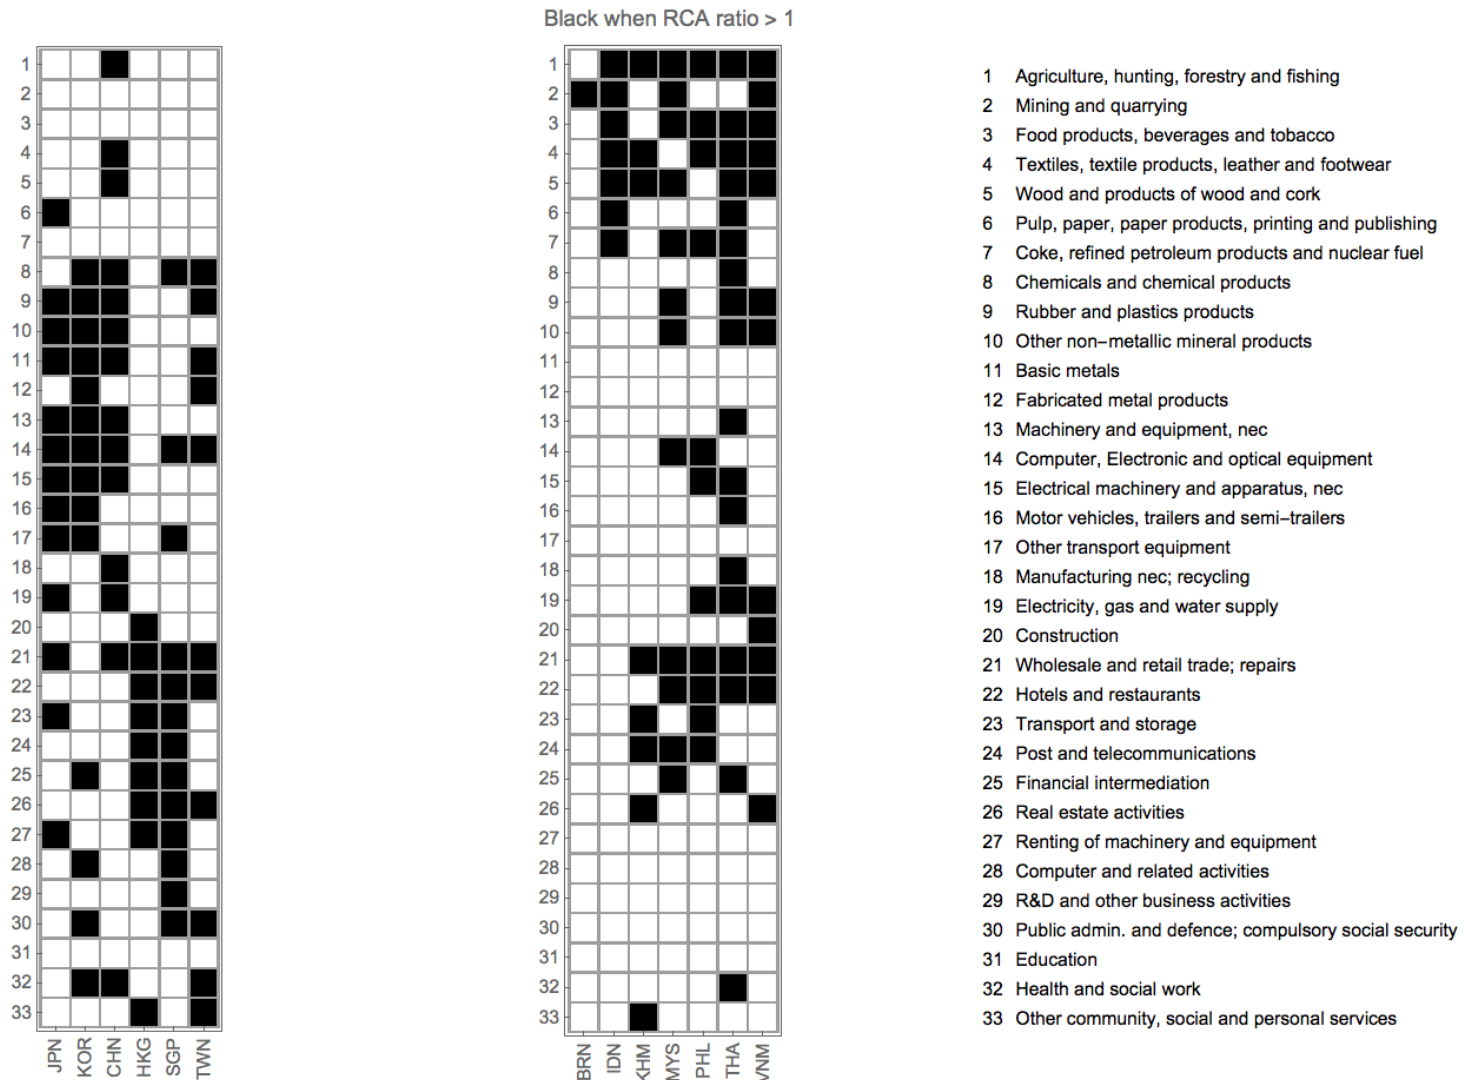 Black when RCA ratio > 1
1
2
3
4
5
6
7
8
9
10
11
12
13
14
15
16
17
18
19
20
21
22
23
24
25
26
27
28
29
30
31
32
33
JPN
KOR
CHN
HKG
SGP
TWN
1
2
3
4
5
6
7
8
9
10
11
12
13
14
15
16
17
18
19
20
21
22
23
24
25
26
27
28
29
30
31
32
33
BRN
IDN
KHM
MYS
PHL
THA
VNM
1 Agriculture, hunting, forestry and fishing
2 Mining and quarrying
3 Food products, beverages and tobacco
4 Textiles, textile products, leather and footwear
5 Wood and products of wood and cork
6 Pulp, paper, paper products, printing and publishing
7 Coke, refined petroleum products and nuclear fuel
8 Chemicals and chemical products
9 Rubber and plastics products
10 Other non−metallic mineral products
11 Basic metals
12 Fabricated metal products
13 Machinery and equipment, nec
14 Computer, Electronic and optical equipment
15 Electrical machinery and apparatus, nec
16 Motor vehicles, trailers and semi−trailers
17 Other transport equipment
18 Manufacturing nec; recycling
19 Electricity, gas and water supply
20 Construction
21 Wholesale and retail trade; repairs
22 Hotels and restaurants
23 Transport and storage
24 Post and telecommunications
25 Financial intermediation
26 Real estate activities
27 Renting of machinery and equipment
28 Computer and related activities
29 R&D and other business activities
30 Public admin. and defence; compulsory social security
31 Education
32 Health and social work
33 Other community, social and personal services